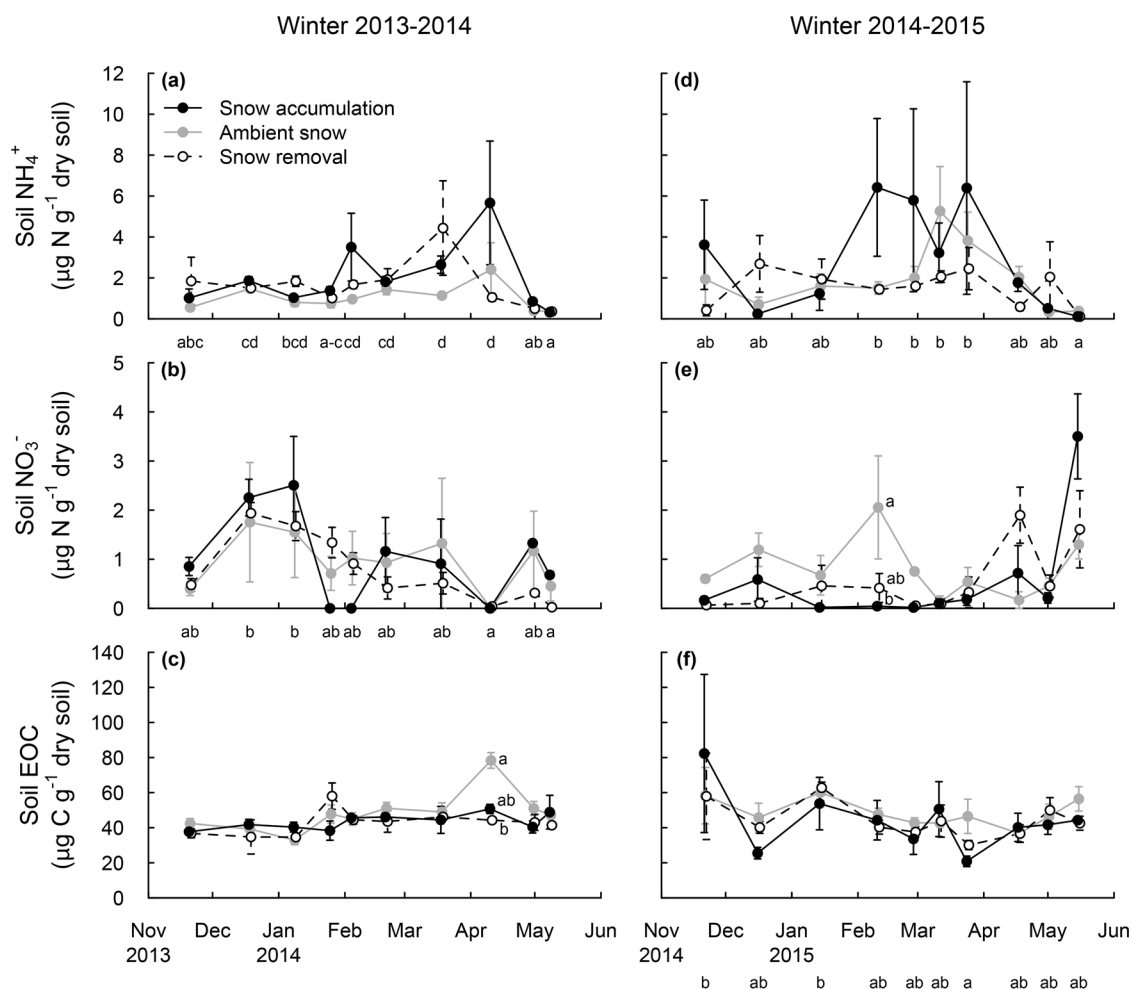 Winter 2013-2014
Winter 2014-2015
Soil NH₄⁺
(µg N g⁻¹ dry soil)
12
10
8
6
4
2
0
(a)
Snow accumulation
Ambient snow
Snow removal
abc cd bcd a-c cd cd d d ab a
(d)
ab ab ab b b b b ab ab a
Soil NO₃⁻
(µg N g⁻¹ dry soil)
5
4
3
2
1
0
(b)
ab b b ab ab ab ab a ab a
(e)
a
ab
b
Soil EOC
(µg C g⁻¹ dry soil)
140
120
100
80
60
40
20
0
(c)
a
ab
b
(f)
Nov Dec Jan Feb Mar Apr May Jun
2013 2014
Nov Dec Jan Feb Mar Apr May Jun
2014 2015
b ab b ab ab ab a ab ab ab